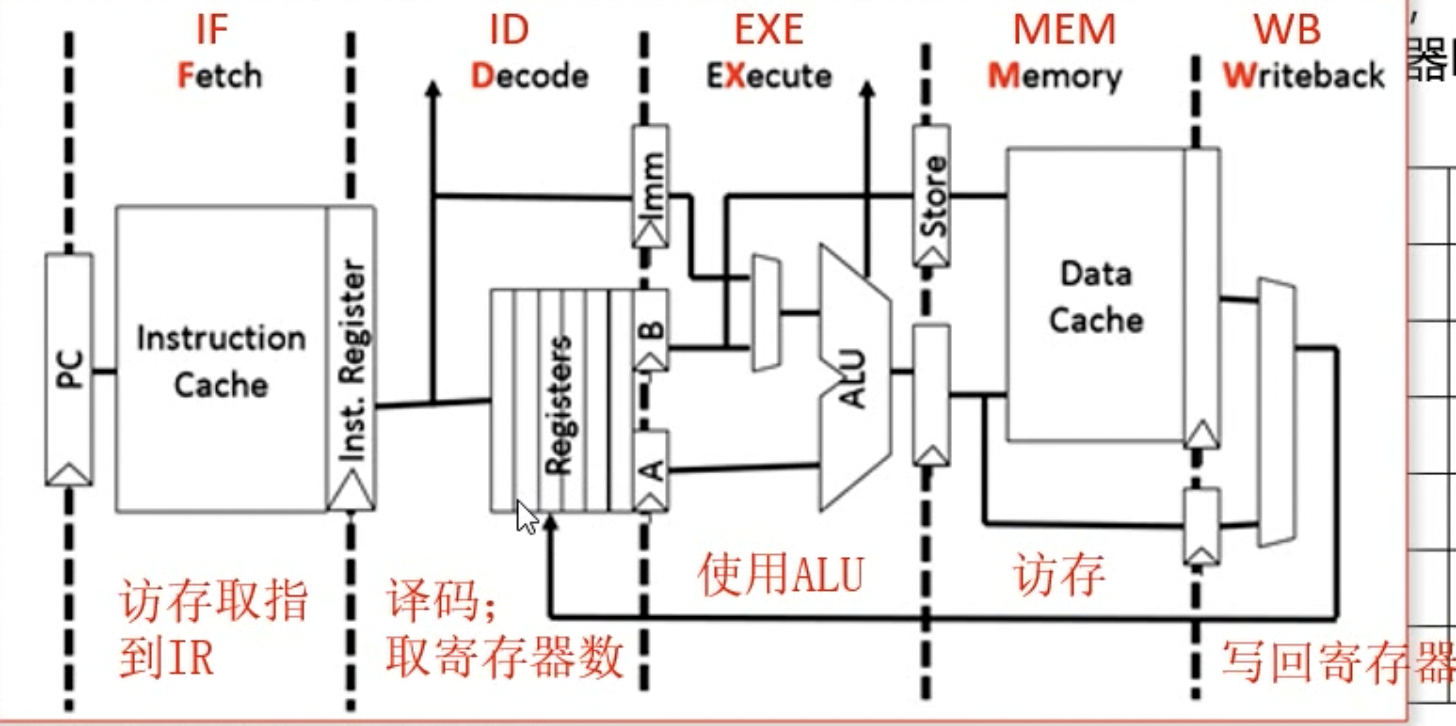 IF
ID
EXE
MEM
WB
Fetch
Decode
EXecute
Memory
Writeback
PC
Instruction
Cache
Inst. Register
Registers
Imm
B
A
ALU
Store
Data
Cache
访存取指
到IR
译码;
取寄存器数
使用ALU
访存
写回寄存器
,